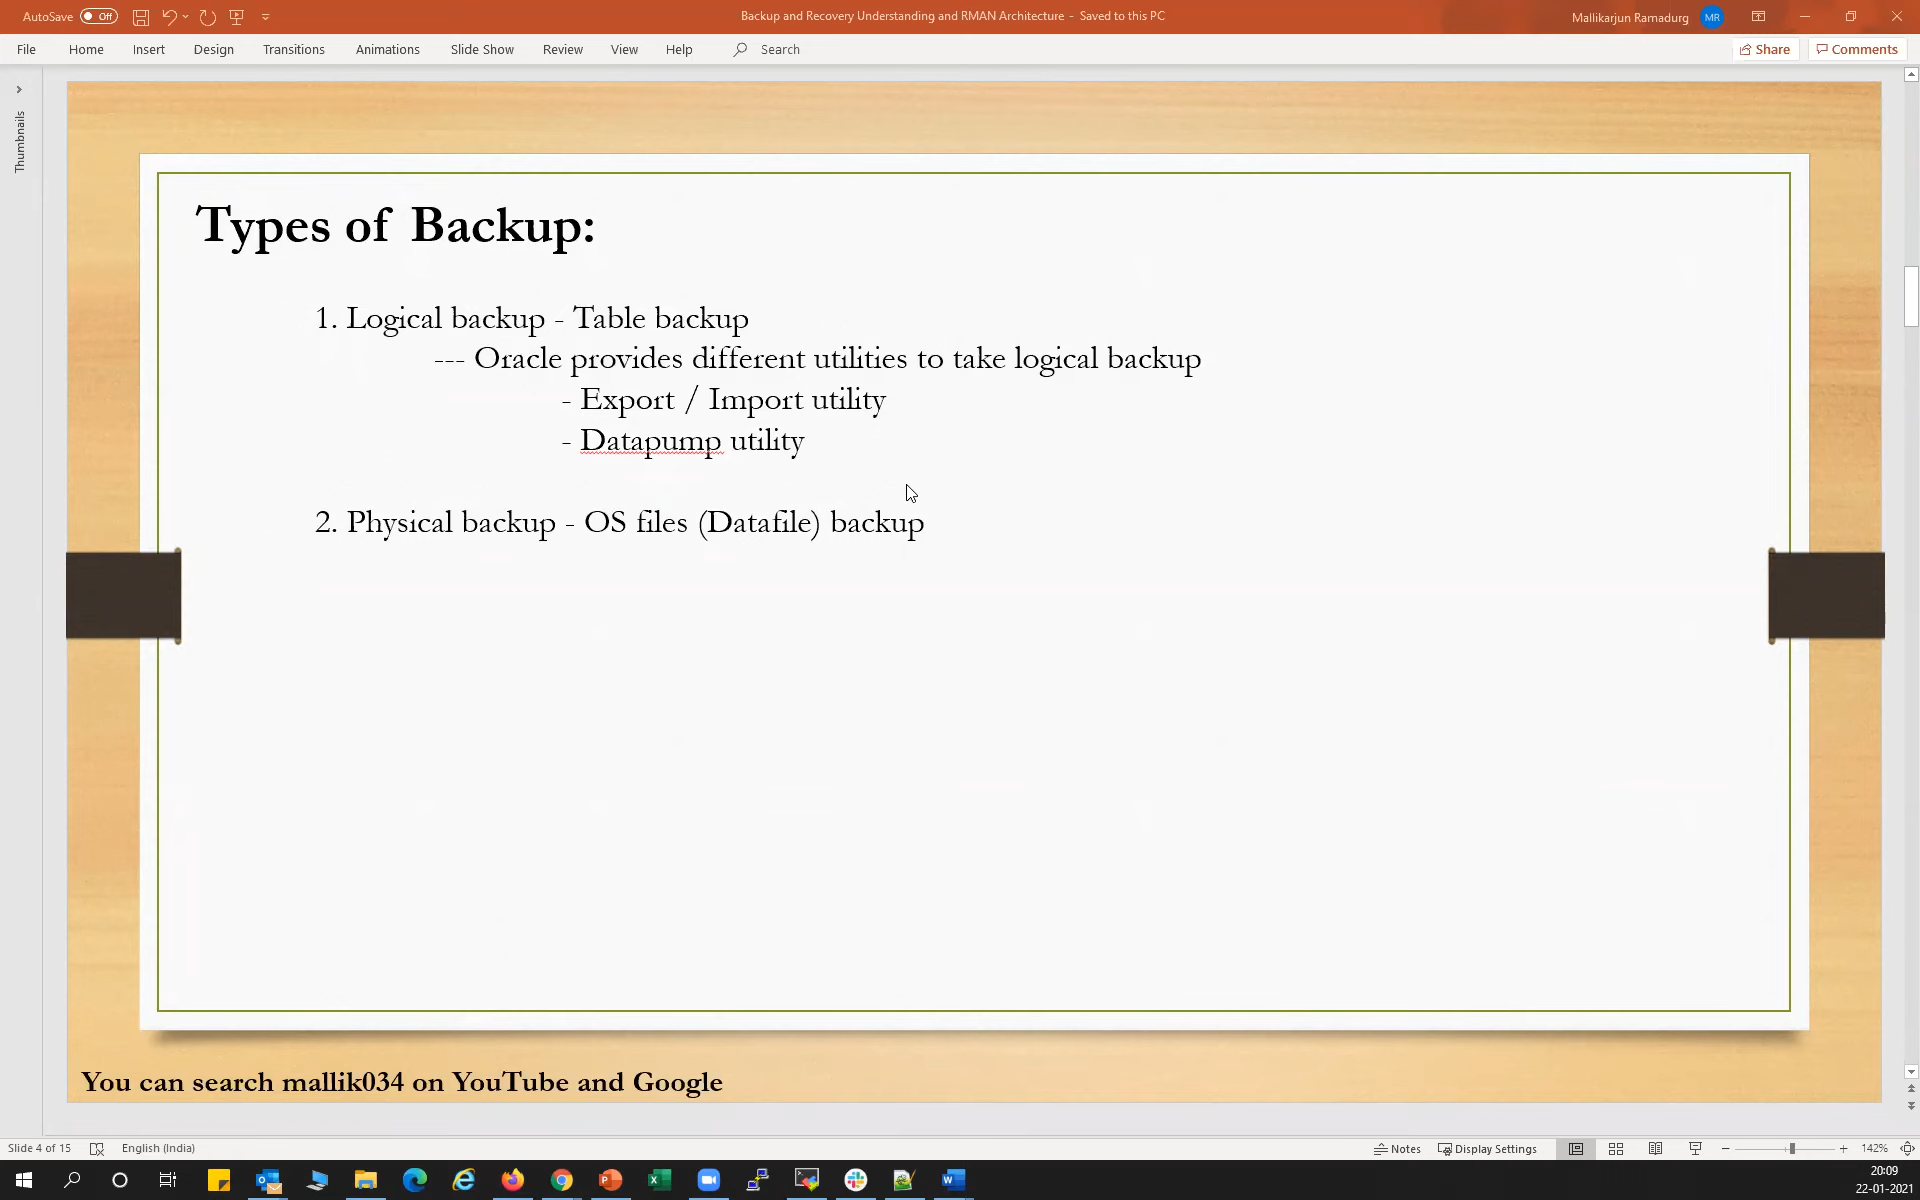 AutoSave Off
Backup and Recovery Understanding and RMAN Architecture - Saved to this PC
Mallikarjun Ramadurg MR
File Home Insert Design Transitions Animations Slide Show Review View Help Search Share Comments
Thumbnails
Types of Backup:
1. Logical backup - Table backup
--- Oracle provides different utilities to take logical backup
- Export / Import utility
- Datapump utility
2. Physical backup - OS files (Datafile) backup
You can search mallik034 on YouTube and Google
Slide 4 of 15 English (India) Notes Display Settings 142%
20:09
22-01-2021